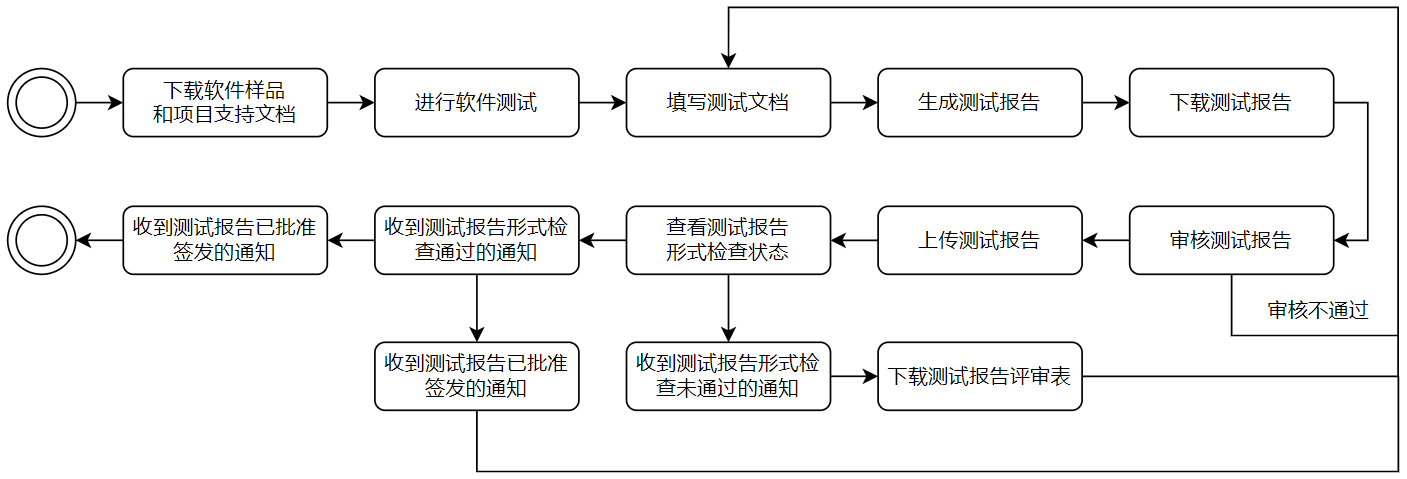 下载软件样品
和项目支持文档
进行软件测试
填写测试文档
生成测试报告
下载测试报告
收到测试报告已批准
签发的通知
收到测试报告形式检
查通过的通知
查看测试报告
形式检查状态
上传测试报告
审核测试报告
审核不通过
收到测试报告已批准
签发的通知
收到测试报告形式检
查未通过的通知
下载测试报告评审表